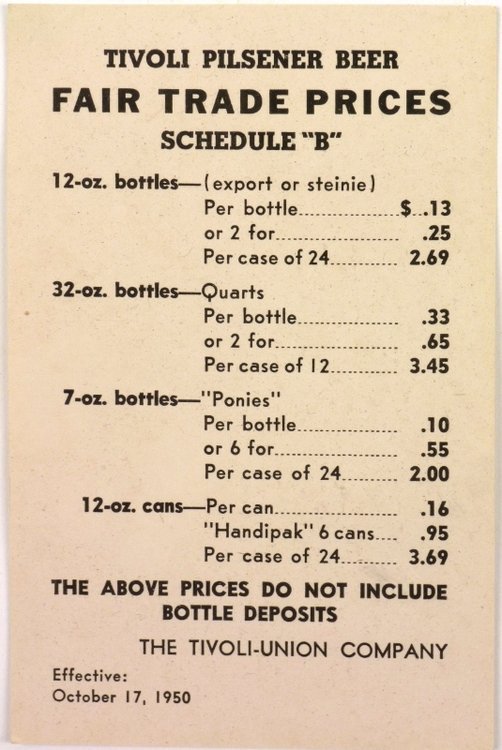 TIVOLI PILSENER BEER
FAIR TRADE PRICES
SCHEDULE "B"
12-oz. bottles—(export or steinie)
Per bottle..................$...13
or 2 for...................... .25
Per case of 24............ 2.69
32-oz. bottles—Quarts
Per bottle.................. .33
or 2 for...................... .65
Per case of 12............ 3.45
7-oz. bottles—"Ponies"
Per bottle.................. .10
or 6 for...................... .55
Per case of 24.......... 2.00
12-oz. cans—Per can...................... .16
"Handipak" 6 cans.... .95
Per case of 24.......... 3.69
THE ABOVE PRICES DO NOT INCLUDE
BOTTLE DEPOSITS
THE TIVOLI-UNION COMPANY
Effective:
October 17, 1950